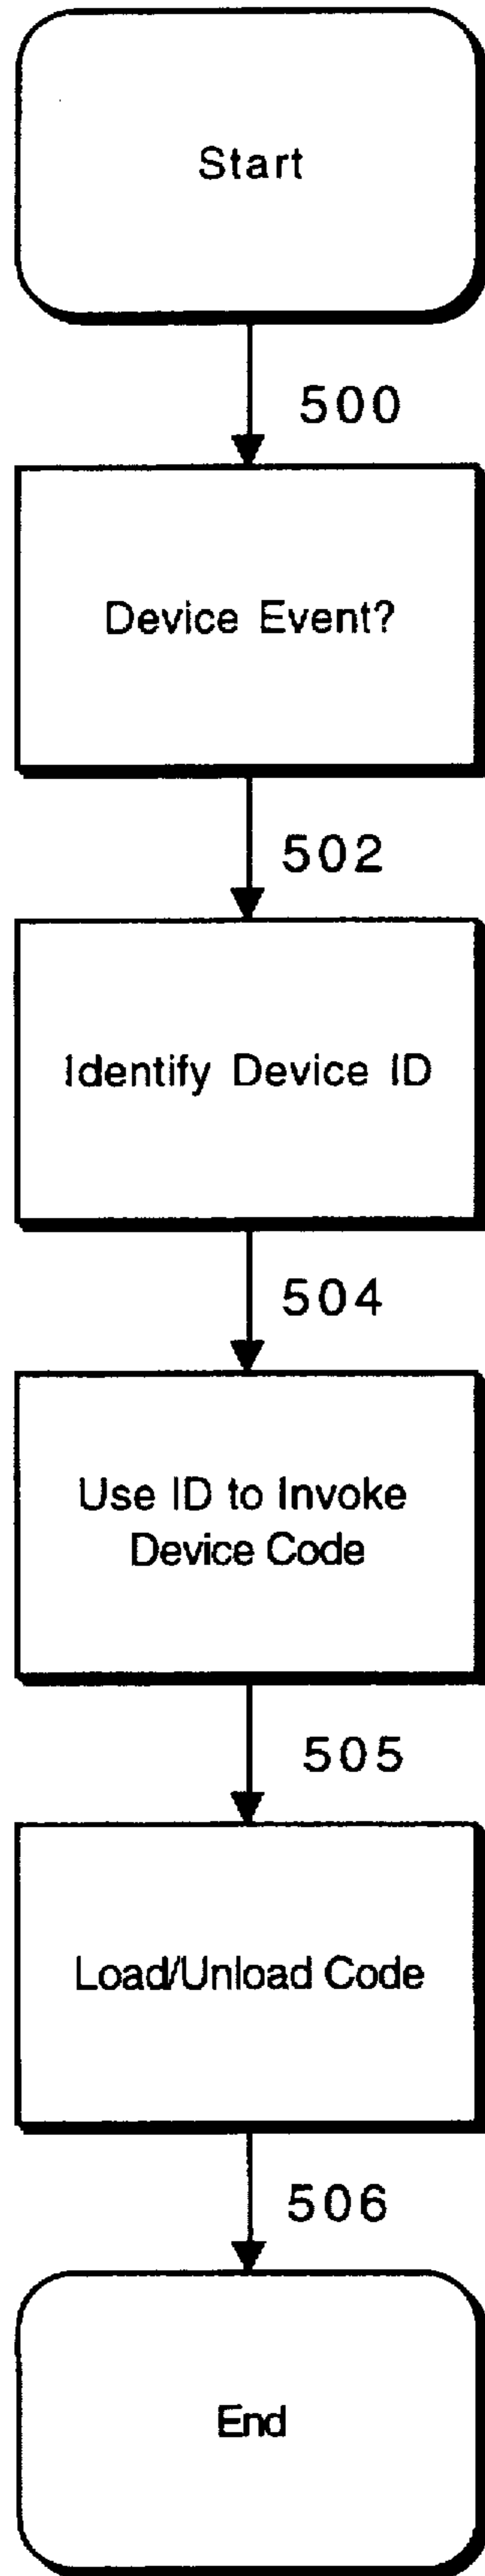 Start
500
Device Event?
502
Identify Device ID
504
Use ID to Invoke
Device Code
505
Load/Unload Code
506
End